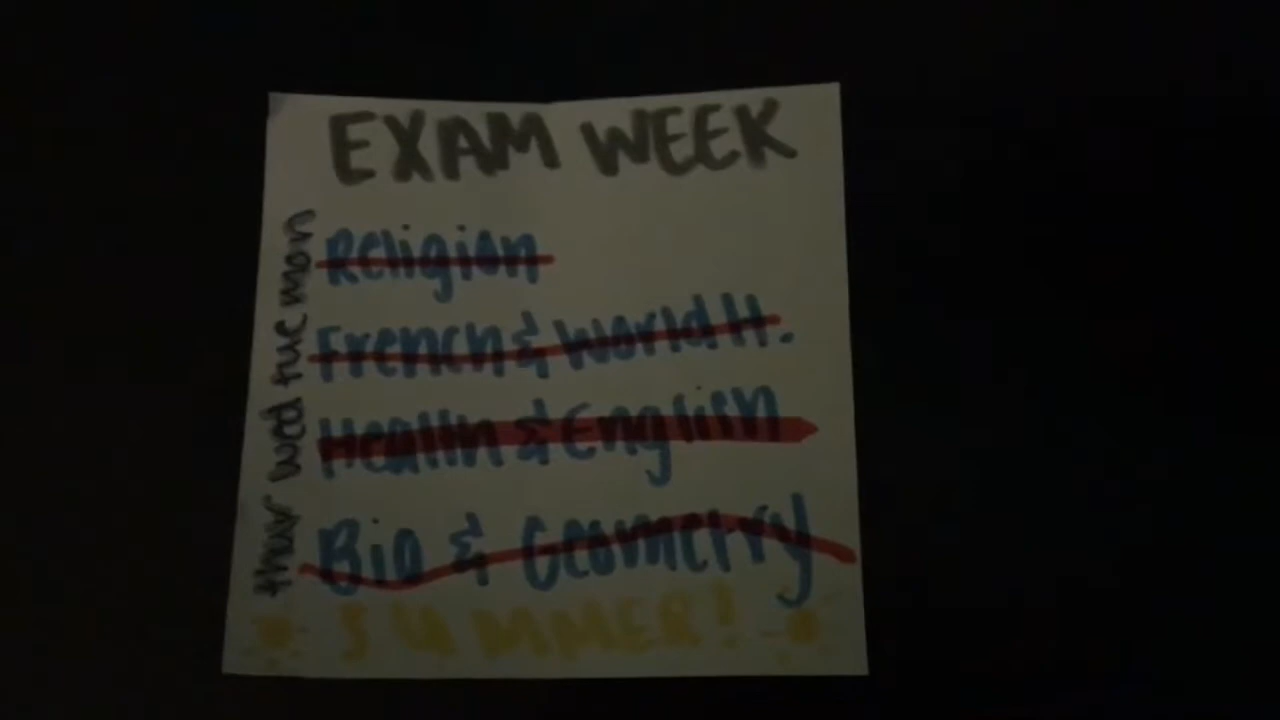 EXAM WEEK
mon
Religion
tue
French & World H.
wed
Health & English
thur
Bio & Geometry
SUMMER!